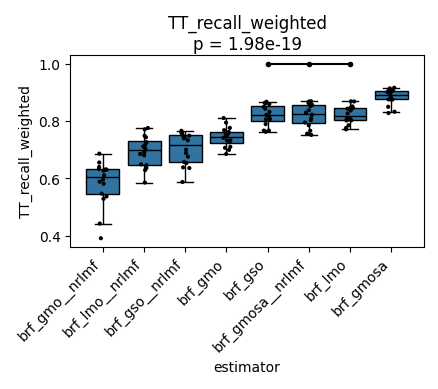 TT_recall_weighted
p = 1.98e-19
TT_recall_weighted
1.0
0.8
0.6
0.4
brf_gmo__nrlmf
brf_lmo__nrlmf
brf_gso__nrlmf
brf_gmo
brf_gso
brf_gmosa__nrlmf
brf_lmo
brf_gmosa
estimator